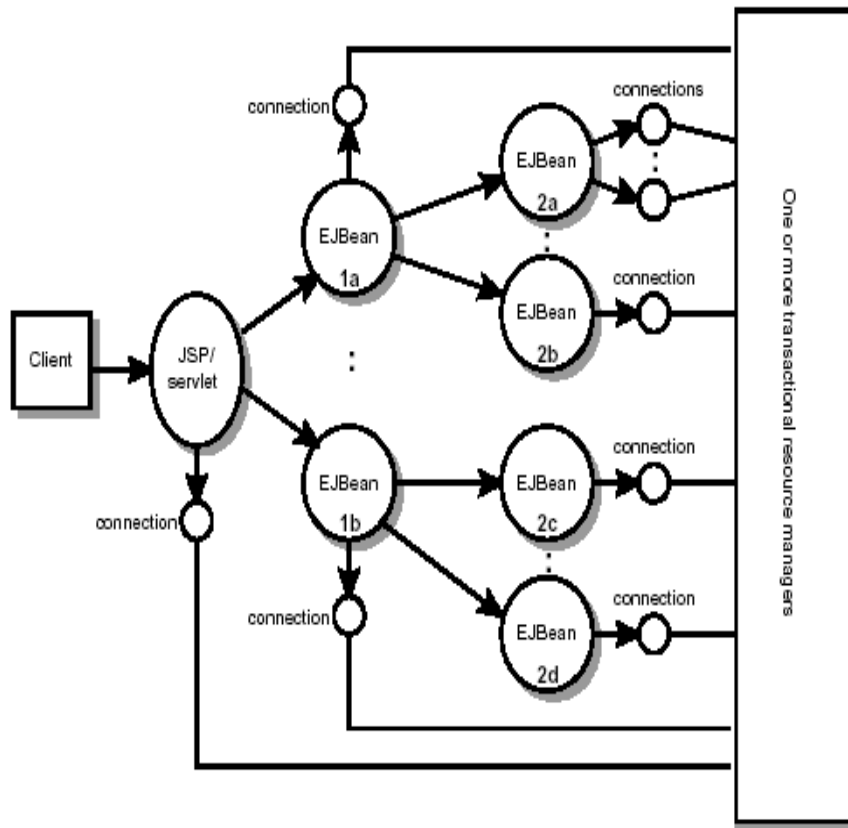 connection
connections
EJBean
2a
EJBean
1a
connection
EJBean
2b
Client
JSP/
servlet
connection
EJBean
1b
connection
EJBean
2c
connection
connection
EJBean
2d
connection
One or more transactional resource managers